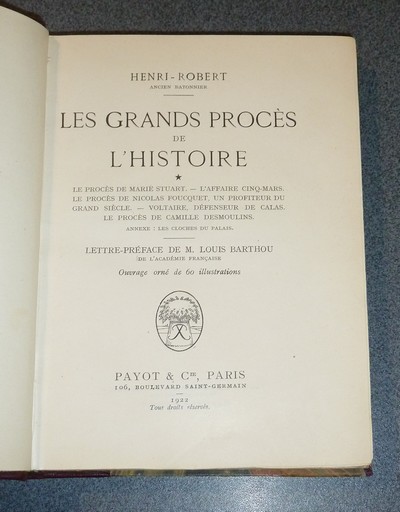 HENRI-ROBERT
ANCIEN BATONNIER
LES GRANDS PROCÈS
DE
L'HISTOIRE
★
LE PROCÈS DE MARIE STUART. — L'AFFAIRE CINQ-MARS.
LE PROCÈS DE NICOLAS FOUCQUET, UN PROFITEUR DU
GRAND SIÈCLE. — VOLTAIRE, DÉFENSEUR DE CALAS.
LE PROCÈS DE CAMILLE DESMOULINS.
ANNEXE : LES CLOCHES DU PALAIS.
LETTRE-PRÉFACE DE M. LOUIS BARTHOU
DE L'ACADÉMIE FRANÇAISE
Ouvrage orné de 60 illustrations
PAYOT & Cie, PARIS
106, BOULEVARD SAINT-GERMAIN
1922
Tous droits réservés.